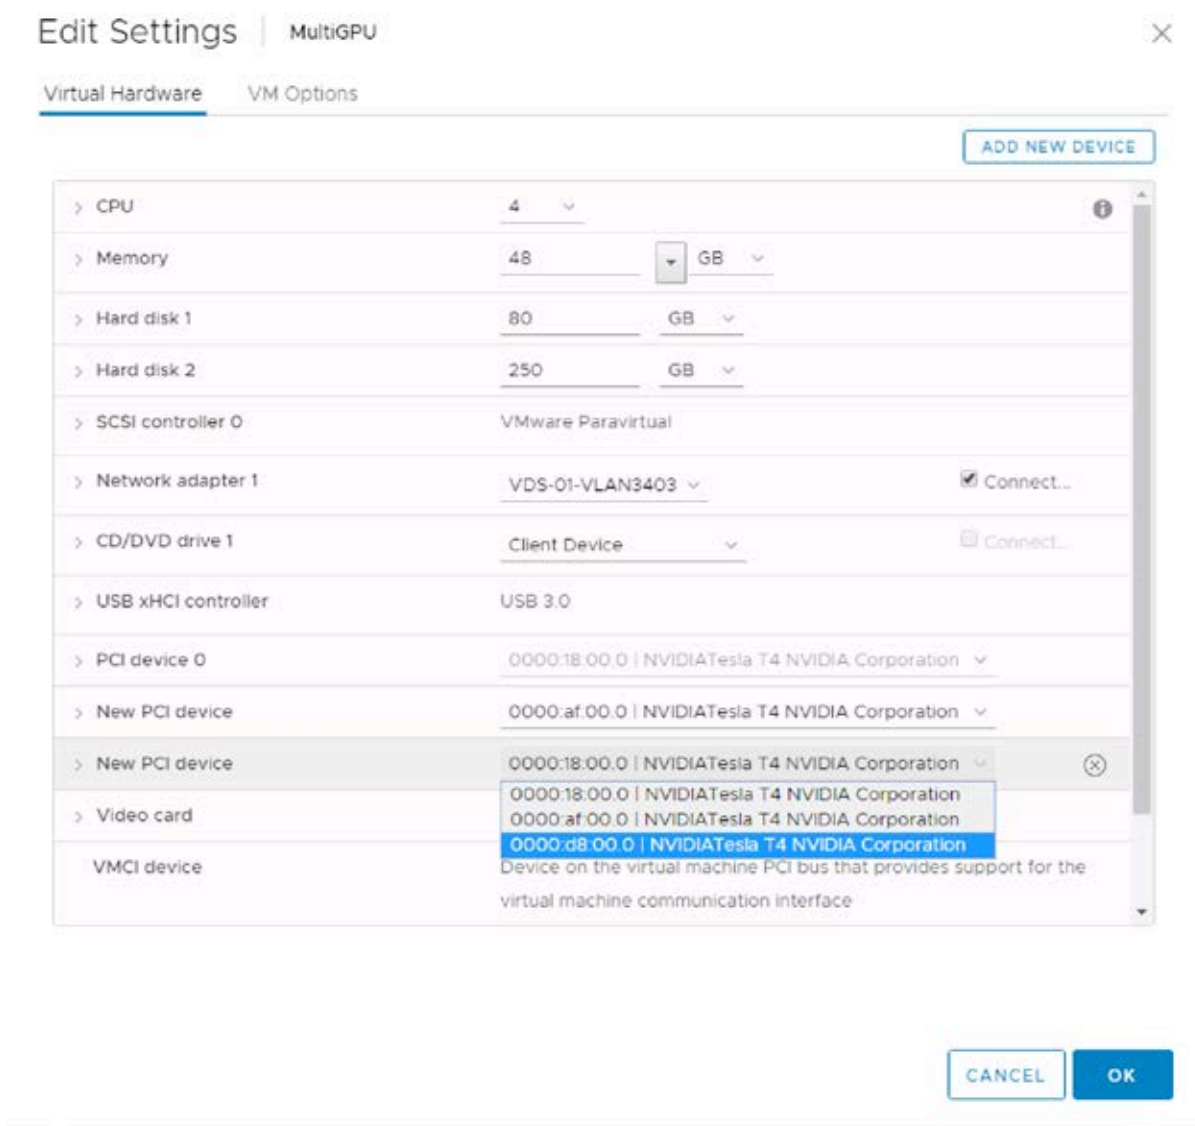 Edit Settings MultiGPU
Virtual Hardware VM Options
ADD NEW DEVICE
CPU 4
Memory 48 GB
Hard disk 1 80 GB
Hard disk 2 250 GB
SCSI controller 0 VMware Paravirtual
Network adapter 1 VDS-01-VLAN3403 Connect...
CD/DVD drive 1 Client Device Connect...
USB xHCI controller USB 3.0
PCI device 0 0000:18:00.0 | NVIDIATesla T4 NVIDIA Corporation
New PCI device 0000:af:00.0 | NVIDIATesla T4 NVIDIA Corporation
New PCI device 0000:18:00.0 | NVIDIATesla T4 NVIDIA Corporation
0000:18:00.0 | NVIDIATesla T4 NVIDIA Corporation
Video card 0000:af:00.0 | NVIDIATesla T4 NVIDIA Corporation
0000:d8:00.0 | NVIDIATesla T4 NVIDIA Corporation
VMCI device Device on the virtual machine PCI bus that provides support for the
virtual machine communication interface
CANCEL OK